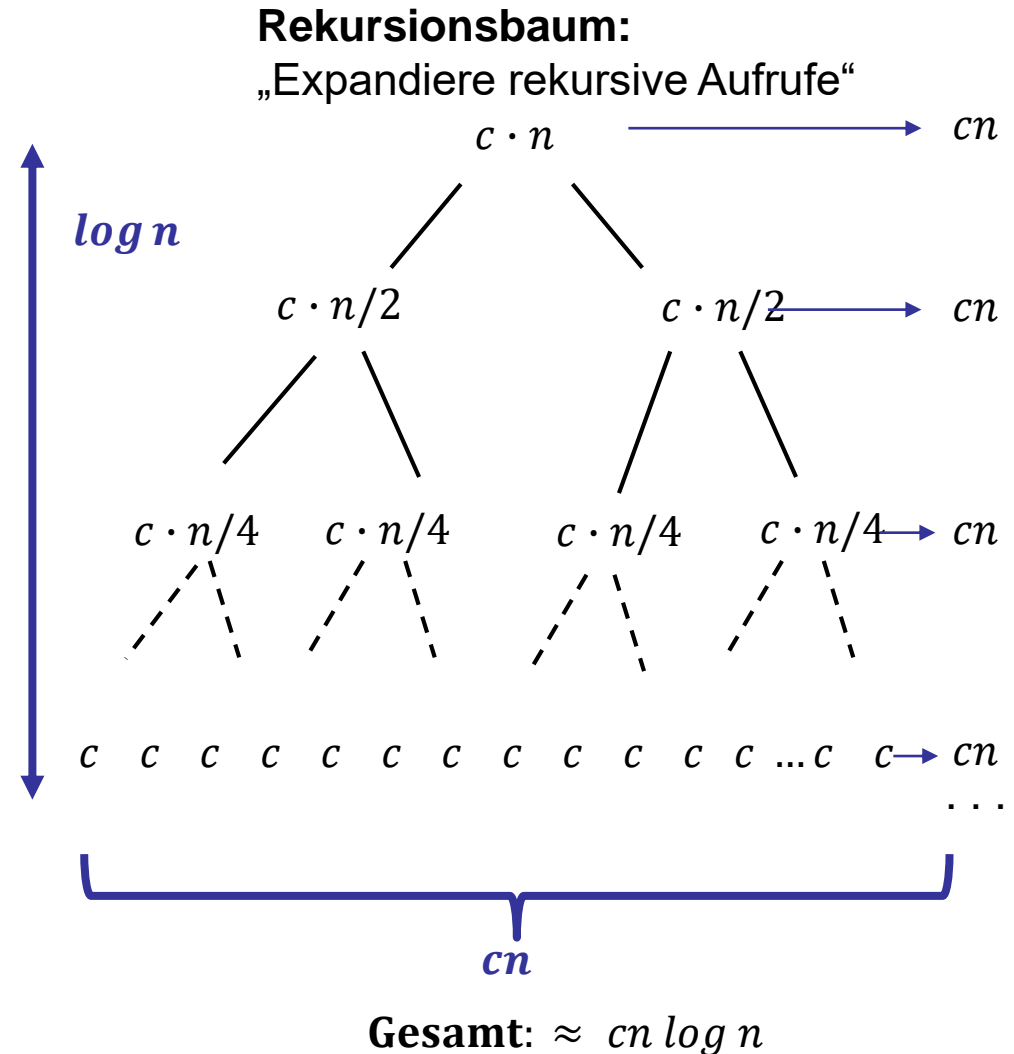 Rekursionsbaum:
„Expandiere rekursive Aufrufe“
c · n cn
log n
c · n/2 c · n/2 cn
c · n/4 c · n/4 c · n/4 c · n/4 cn
c c c c c c c c c c c c ... c c cn
. . .
cn
Gesamt: ≈ cn log n